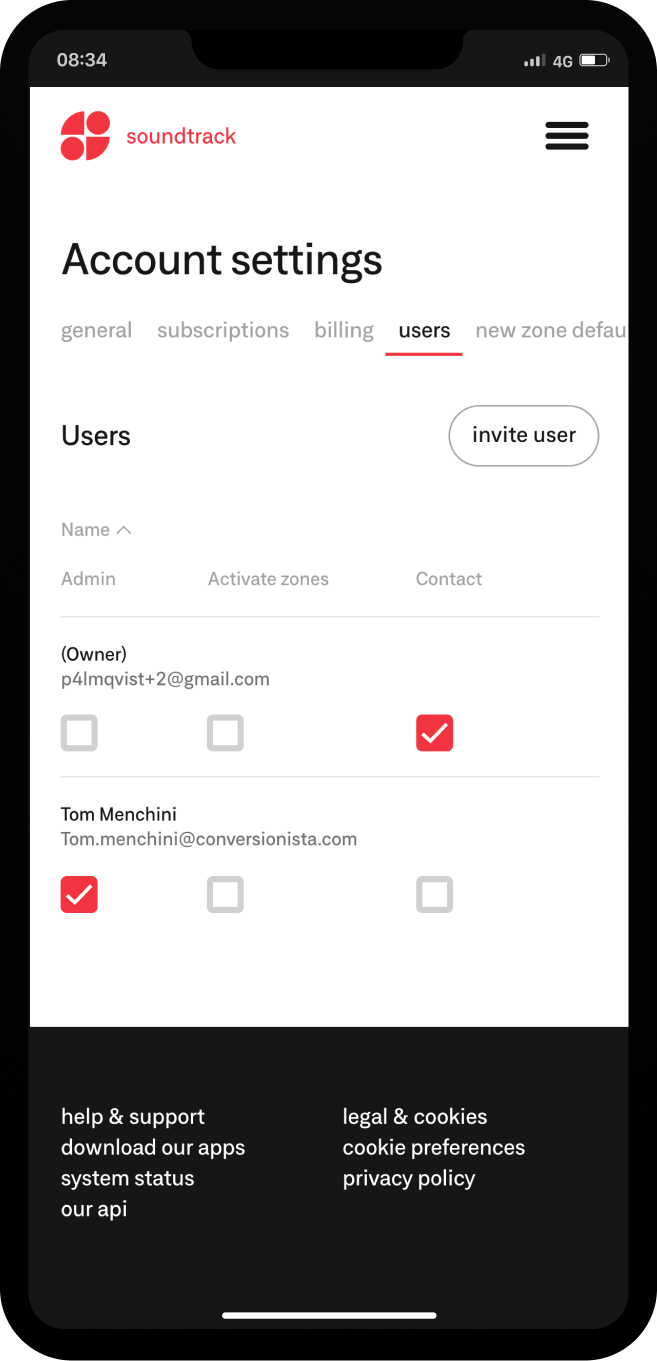 08:34 4G
soundtrack
Account settings
general subscriptions billing users new zone defau
Users invite user
Name
Admin Activate zones Contact
(Owner)
p4lmqvist+2@gmail.com
Tom Menchini
Tom.menchini@conversionista.com
help & support legal & cookies
download our apps cookie preferences
system status privacy policy
our api